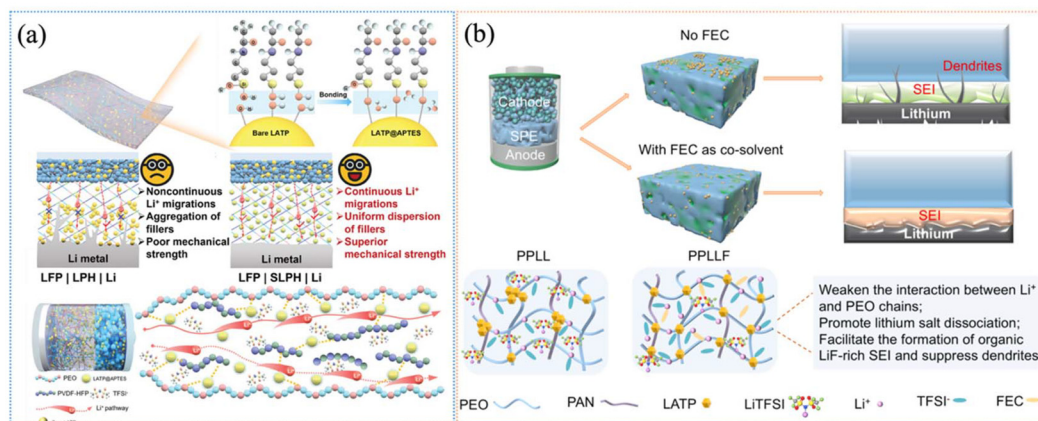 (a)
Bonding
Bare LATP
LATP@APTES
Noncontinuous
Li⁺ migrations
Aggregation of
fillers
Poor mechanical
strength
Li metal
LFP | LPH | Li
Continuous Li⁺
migrations
Uniform dispersion
of fillers
Superior
mechanical strength
Li metal
LFP | SLPH | Li
PEO
LATP@APTES
PVDF-HFP
TFSI⁻
Li⁺ pathway
(b)
Cathode
SPE
Anode
No FEC
With FEC as co-solvent
Dendrites
SEI
Lithium
SEI
Lithium
PPLL
PPLLF
Weaken the interaction between Li⁺
and PEO chains;
Promote lithium salt dissociation;
Facilitate the formation of organic
LiF-rich SEI and suppress dendrites
PEO
PAN
LATP
LiTFSI
Li⁺
TFSI⁻
FEC